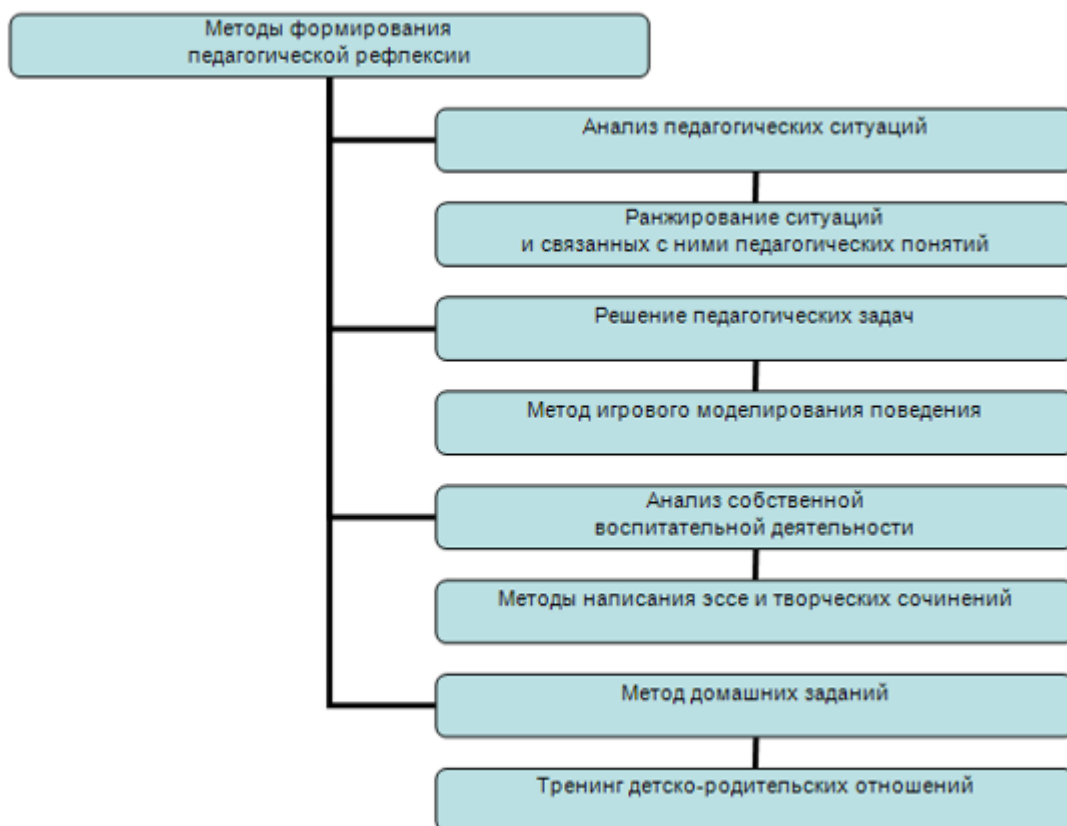 Методы формирования
педагогической рефлексии
Анализ педагогических ситуаций
Ранжирование ситуаций
и связанных с ними педагогических понятий
Решение педагогических задач
Метод игрового моделирования поведения
Анализ собственной
воспитательной деятельности
Методы написания эссе и творческих сочинений
Метод домашних заданий
Тренинг детско-родительских отношений